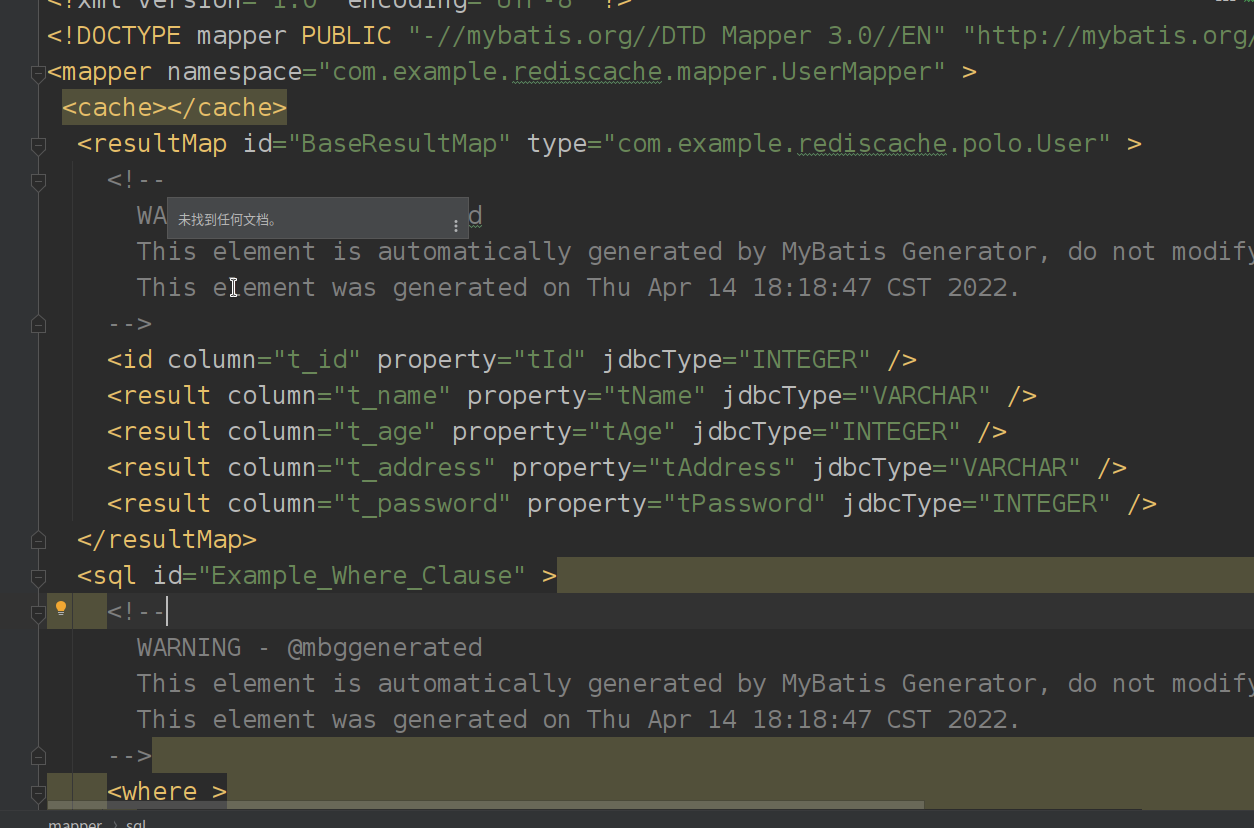 <?xml version="1.0" encoding="UTF-8" ?>
<!DOCTYPE mapper PUBLIC "-//mybatis.org//DTD Mapper 3.0//EN" "http://mybatis.org/
<mapper namespace="com.example.rediscache.mapper.UserMapper" >
<cache></cache>
<resultMap id="BaseResultMap" type="com.example.rediscache.polo.User" >
<!--
WA
未找到任何文档。
d
This element is automatically generated by MyBatis Generator, do not modify
This element was generated on Thu Apr 14 18:18:47 CST 2022.
-->
<id column="t_id" property="tId" jdbcType="INTEGER" />
<result column="t_name" property="tName" jdbcType="VARCHAR" />
<result column="t_age" property="tAge" jdbcType="INTEGER" />
<result column="t_address" property="tAddress" jdbcType="VARCHAR" />
<result column="t_password" property="tPassword" jdbcType="INTEGER" />
</resultMap>
<sql id="Example_Where_Clause" >
<!--
WARNING - @mbggenerated
This element is automatically generated by MyBatis Generator, do not modify
This element was generated on Thu Apr 14 18:18:47 CST 2022.
-->
<where >
mapper > sql